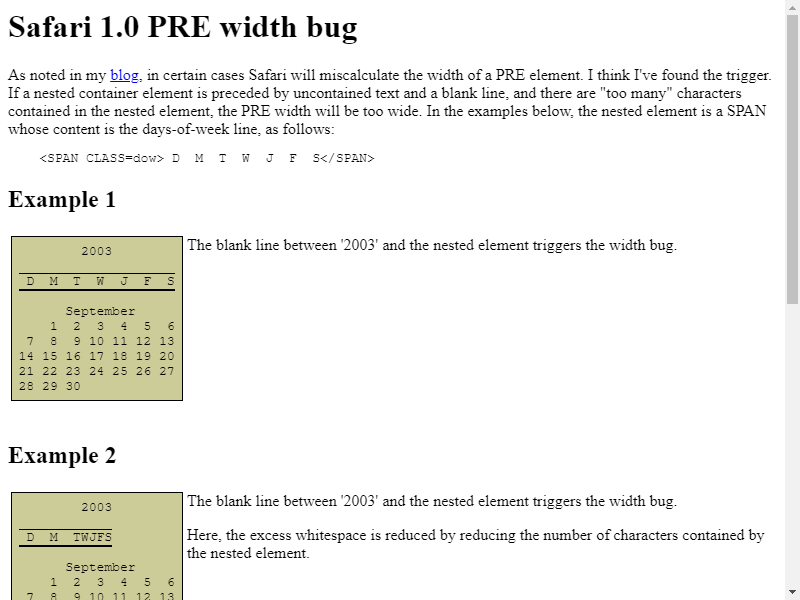 Safari 1.0 PRE width bug
As noted in my blog, in certain cases Safari will miscalculate the width of a PRE element. I think I've found the trigger.
If a nested container element is preceded by uncontained text and a blank line, and there are "too many" characters
contained in the nested element, the PRE width will be too wide. In the examples below, the nested element is a SPAN
whose content is the days-of-week line, as follows:
<SPAN CLASS=dow> D  M  T  W  J  F  S</SPAN>
Example 1
2003
D  M  T  W  J  F  S
September
1  2  3  4  5  6
7  8  9 10 11 12 13
14 15 16 17 18 19 20
21 22 23 24 25 26 27
28 29 30
The blank line between '2003' and the nested element triggers the width bug.
Example 2
2003
D  M  TWJFS
September
1  2  3  4  5  6
7  8  9 10 11 12 13
The blank line between '2003' and the nested element triggers the width bug.
Here, the excess whitespace is reduced by reducing the number of characters contained by
the nested element.